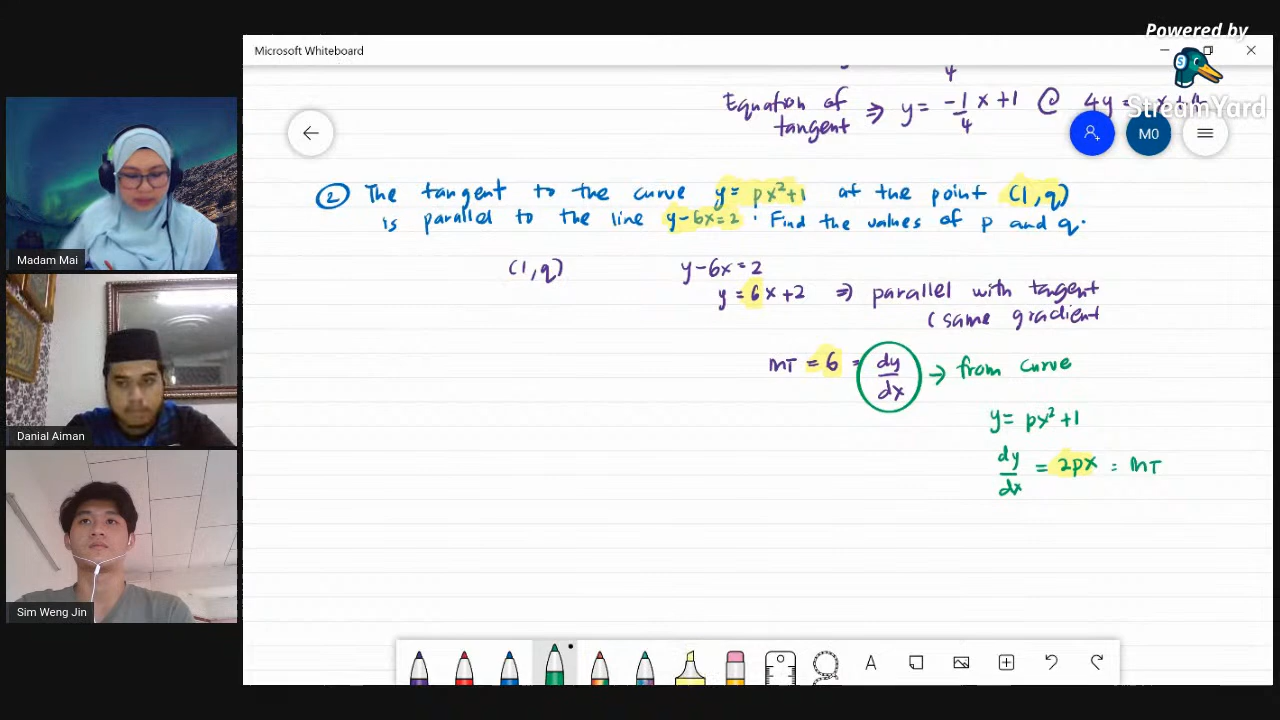 Powered by
StreamYard
Microsoft Whiteboard
4
Equation of tangent ⇒ y = -1/4 x + 1 @ 4y =
M0
② The tangent to the curve y = px² + 1 at the point (1, q)
is parallel to the line y - 6x = 2. Find the values of p and q.
(1, q)
y - 6x = 2
y = 6x + 2 ⇒ parallel with tangent
(same gradient
mT = 6 = dy/dx → from curve
y = px² + 1
dy/dx = 2px = mT
Madam Mai
Danial Aiman
Sim Weng Jin
A